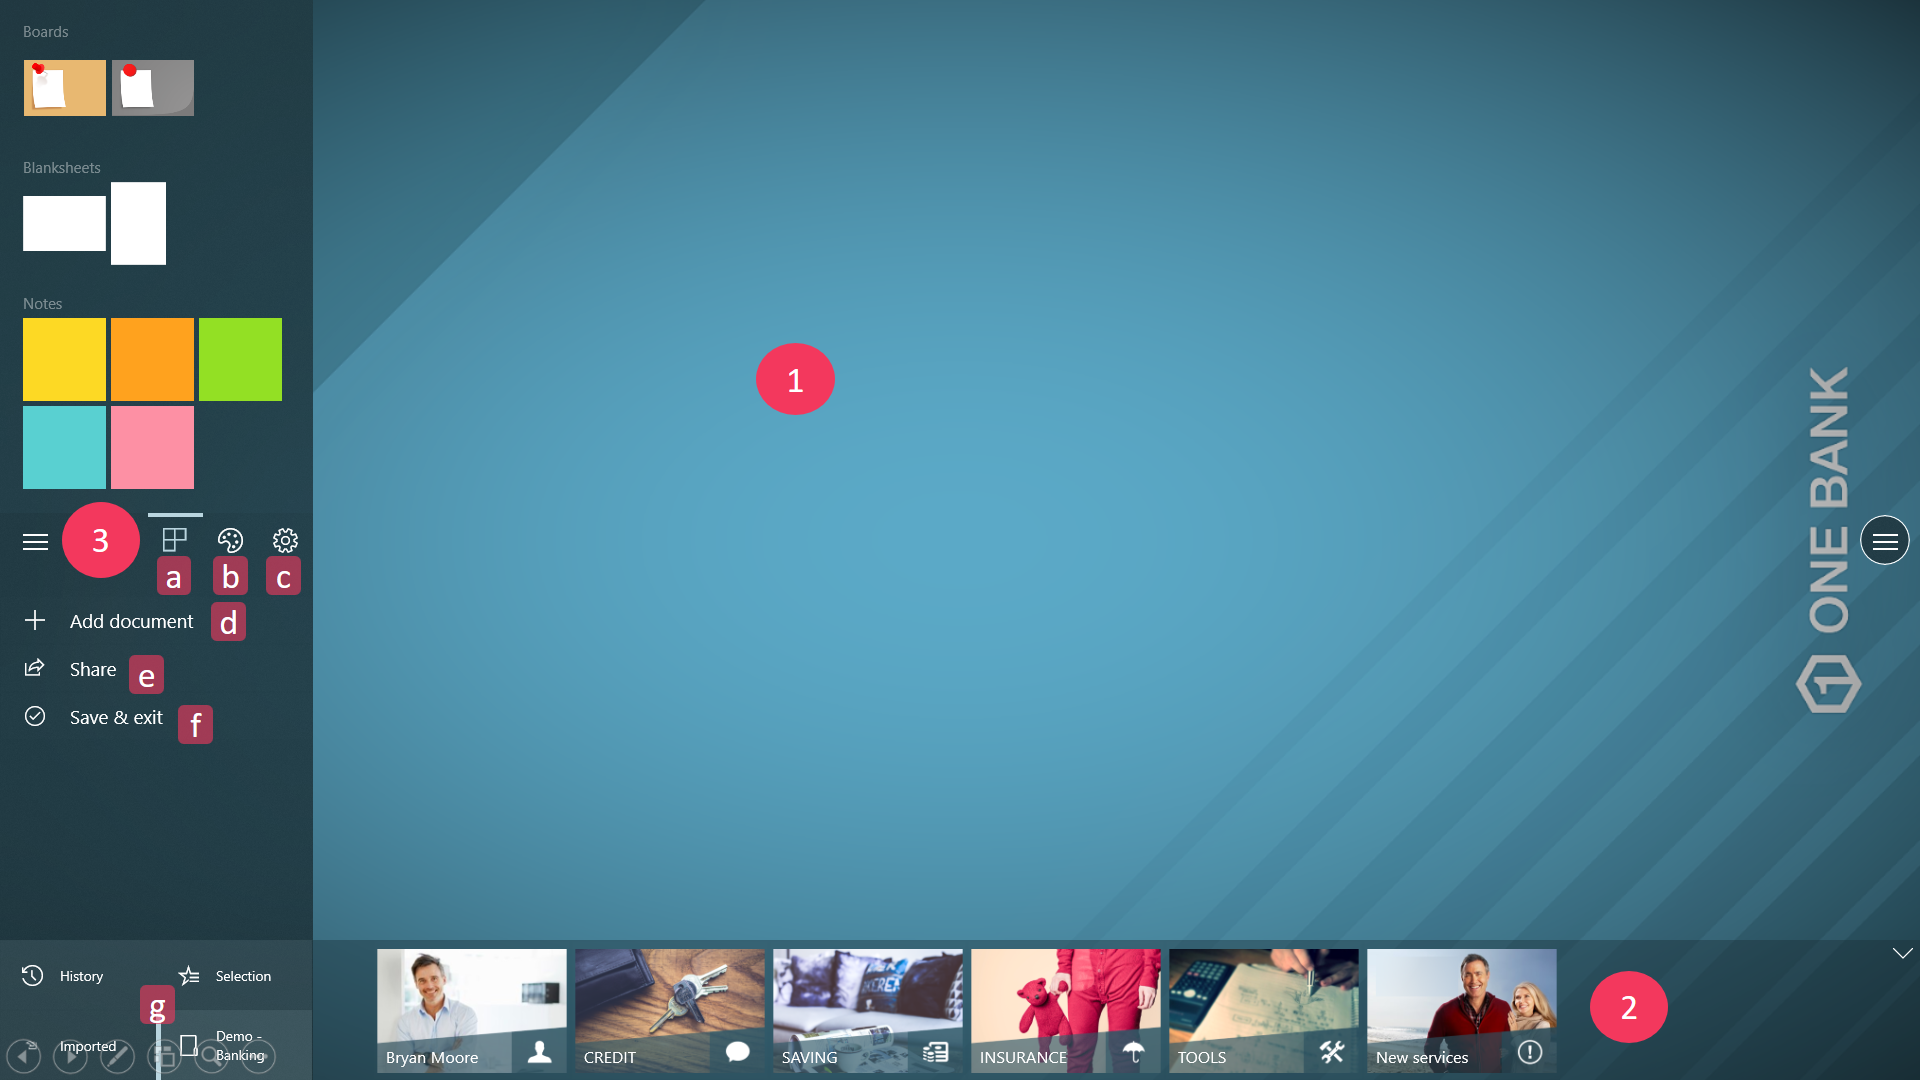 Boards
Blanksheets
Notes
1
3
a
b
c
Add document
d
Share
e
Save & exit
f
ONE BANK
1
History
Selection
g
Imported
Demo -
Banking
Bryan Moore
CREDIT
SAVING
INSURANCE
TOOLS
New services
2